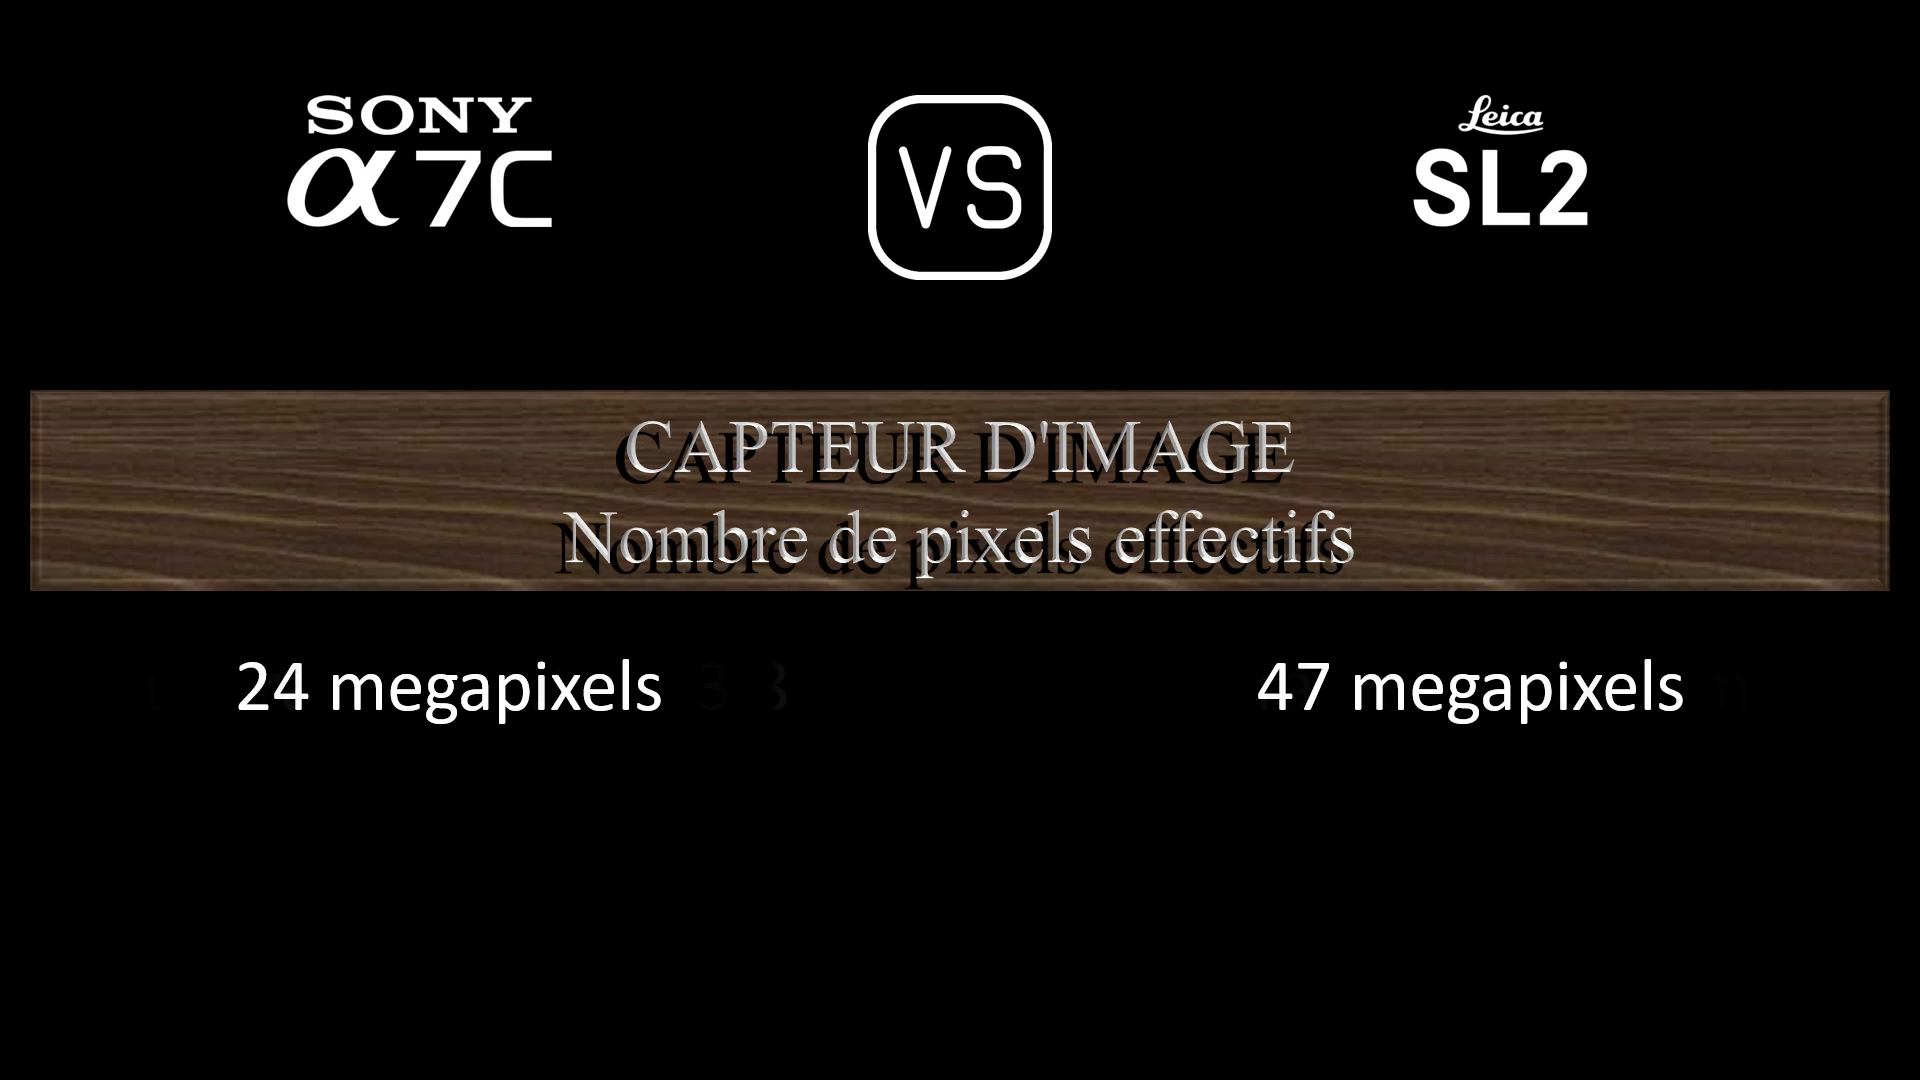 SONY
α7C
VS
Leica
SL2
CAPTEUR D'IMAGE
Nombre de pixels effectifs
24 megapixels
47 megapixels